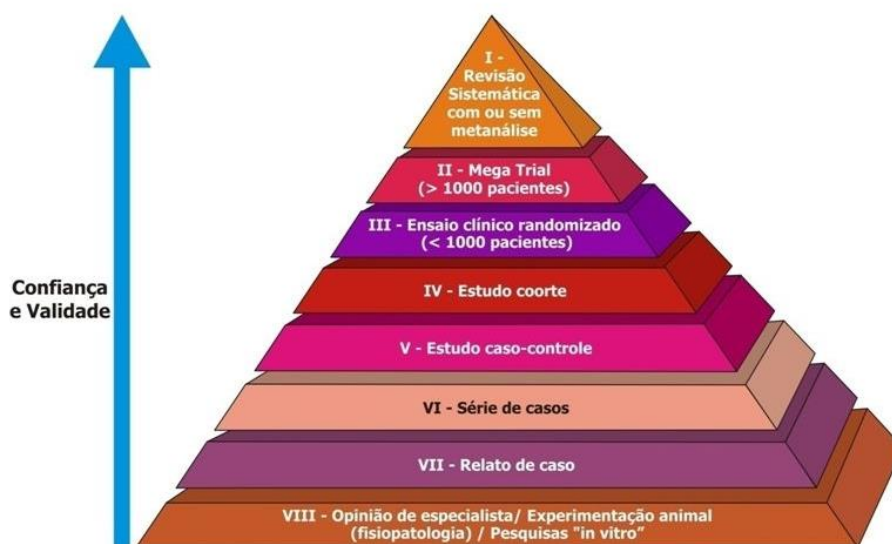 I -
Revisão
Sistemática
com ou sem
metanálise
II - Mega Trial
(> 1000 pacientes)
III - Ensaio clínico randomizado
(< 1000 pacientes)
Confiança
e Validade
IV - Estudo coorte
V - Estudo caso-controle
VI - Série de casos
VII - Relato de caso
VIII - Opinião de especialista/ Experimentação animal
(fisiopatologia) / Pesquisas "in vitro”